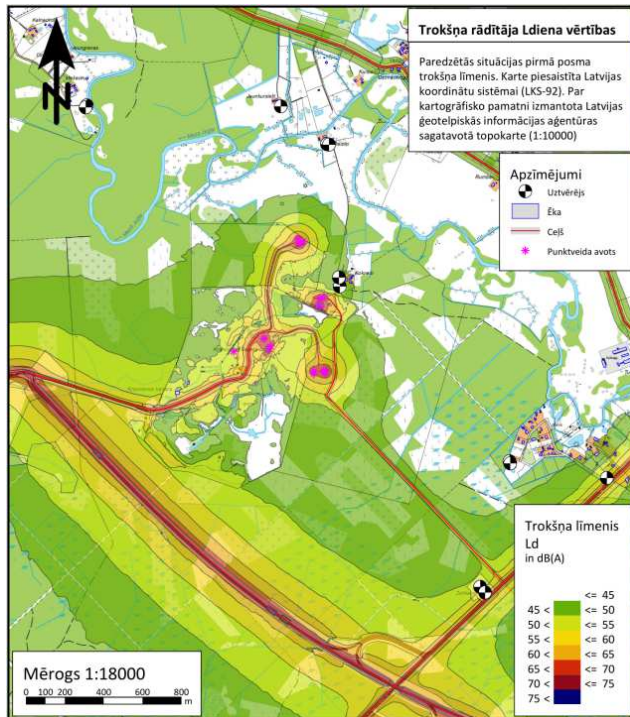 Trokšņa rādītāja Ldiena vērtības
Paredzētās situācijas pirmā posma
trokšņa līmenis. Karte piesaistīta Latvijas
koordinātu sistēmai (LKS-92). Par
kartogrāfisko pamatni izmantota Latvijas
ģeotelpiskās informācijas aģentūras
sagatavotā topokarte (1:10000)
Apzīmējumi
Uztvērējs
Ēka
Ceļš
Punktveida avots
N
Trokšņa līmenis
Ld
in dB(A)
<= 45
45 < <= 50
50 < <= 55
55 < <= 60
60 < <= 65
65 < <= 70
70 < <= 75
75 <
Mērogs 1:18000
0 100 200 400 600 800
m